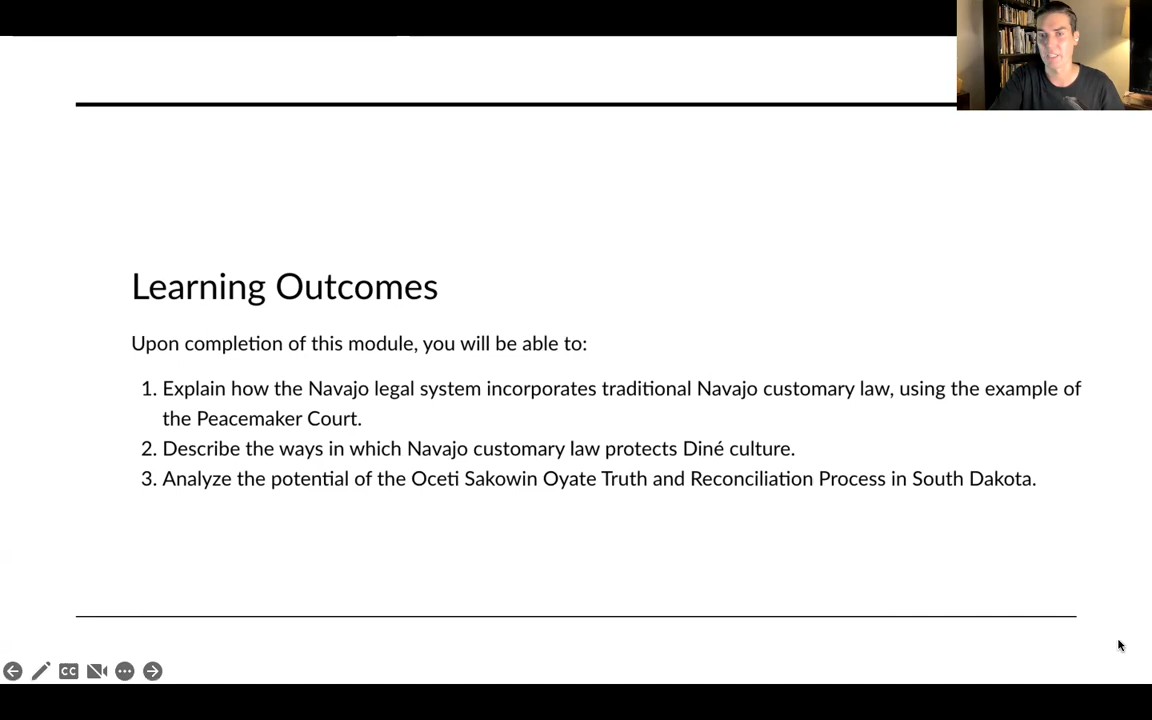 Learning Outcomes
Upon completion of this module, you will be able to:
1. Explain how the Navajo legal system incorporates traditional Navajo customary law, using the example of
the Peacemaker Court.
2. Describe the ways in which Navajo customary law protects Diné culture.
3. Analyze the potential of the Oceti Sakowin Oyate Truth and Reconciliation Process in South Dakota.
CC